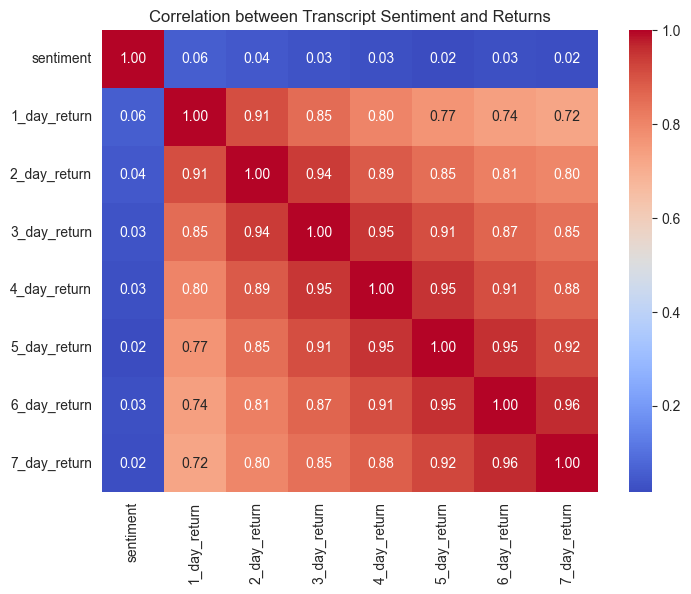 Correlation between Transcript Sentiment and Returns
sentiment 1.00 0.06 0.04 0.03 0.03 0.02 0.03 0.02
1_day_return 0.06 1.00 0.91 0.85 0.80 0.77 0.74 0.72
2_day_return 0.04 0.91 1.00 0.94 0.89 0.85 0.81 0.80
3_day_return 0.03 0.85 0.94 1.00 0.95 0.91 0.87 0.85
4_day_return 0.03 0.80 0.89 0.95 1.00 0.95 0.91 0.88
5_day_return 0.02 0.77 0.85 0.91 0.95 1.00 0.95 0.92
6_day_return 0.03 0.74 0.81 0.87 0.91 0.95 1.00 0.96
7_day_return 0.02 0.72 0.80 0.85 0.88 0.92 0.96 1.00
sentiment
1_day_return
2_day_return
3_day_return
4_day_return
5_day_return
6_day_return
7_day_return
1.0
0.8
0.6
0.4
0.2